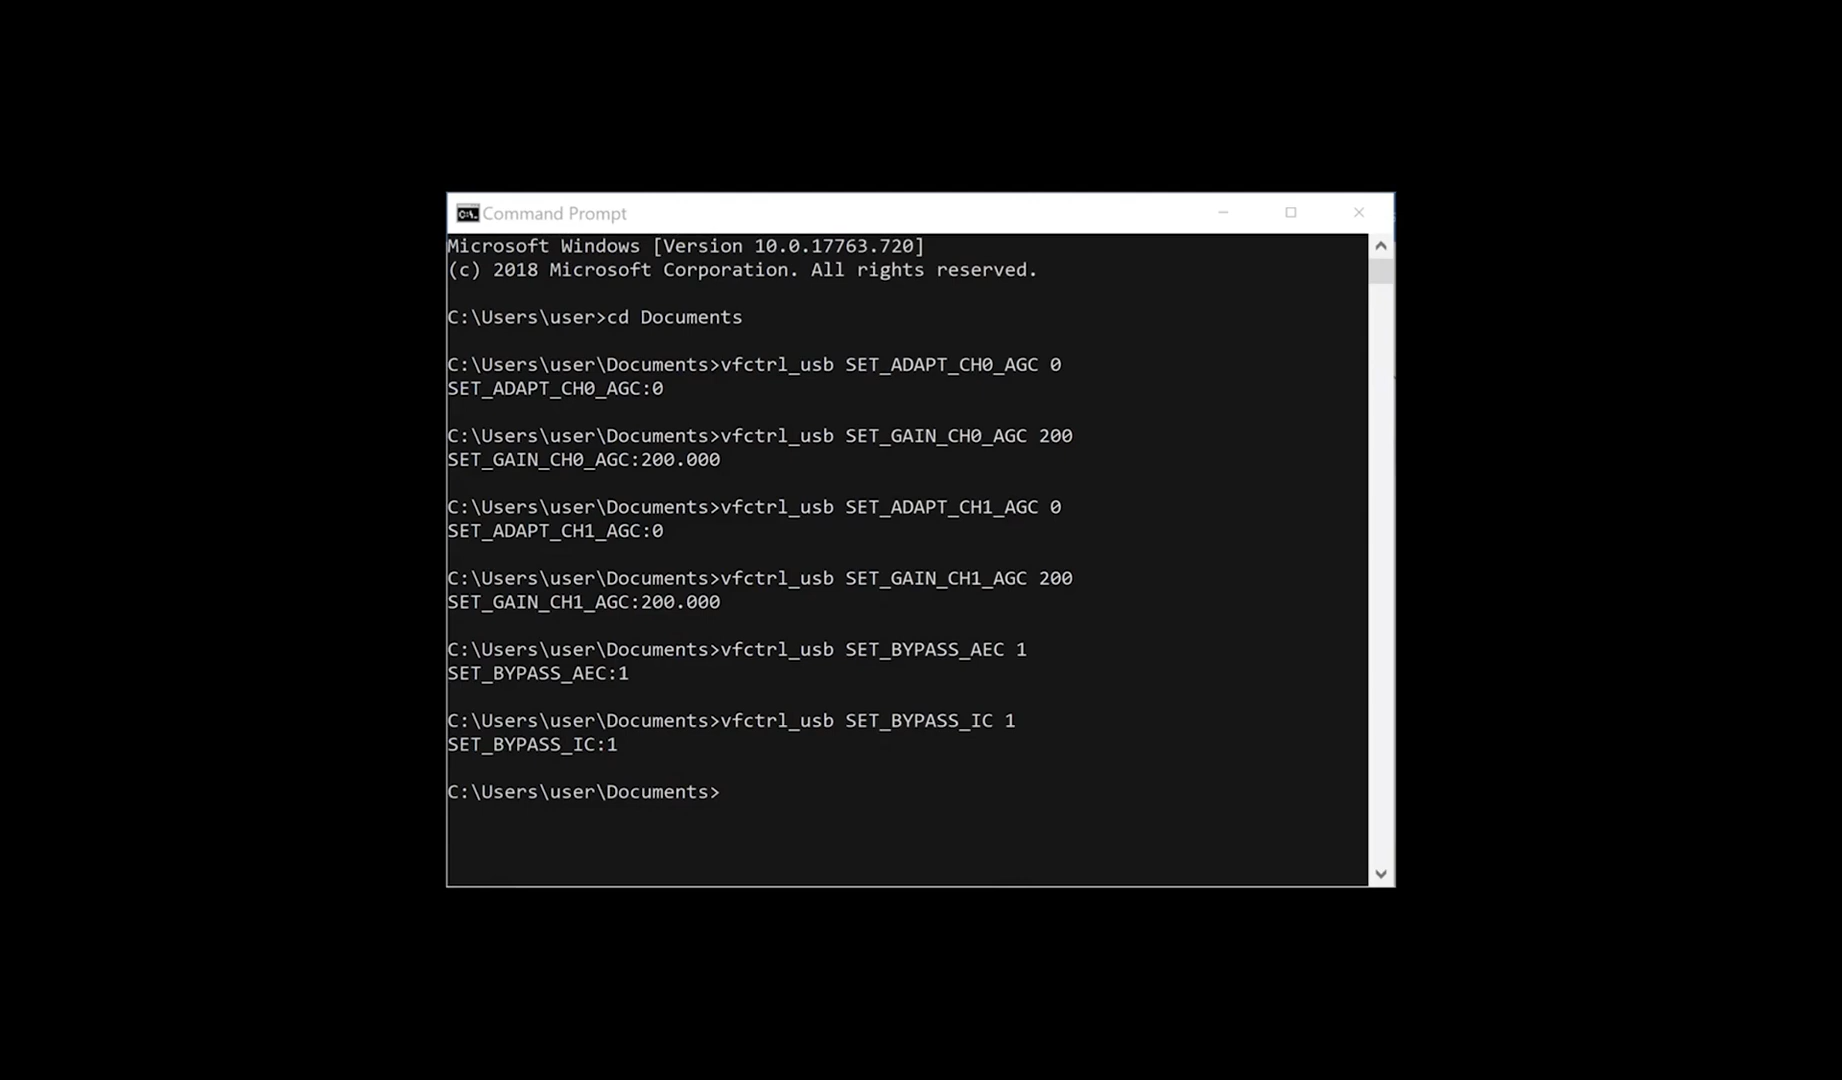 Command Prompt
Microsoft Windows [Version 10.0.17763.720]
(c) 2018 Microsoft Corporation. All rights reserved.
C:\Users\user>cd Documents
C:\Users\user\Documents>vfctrl_usb SET_ADAPT_CH0_AGC 0
SET_ADAPT_CH0_AGC:0
C:\Users\user\Documents>vfctrl_usb SET_GAIN_CH0_AGC 200
SET_GAIN_CH0_AGC:200.000
C:\Users\user\Documents>vfctrl_usb SET_ADAPT_CH1_AGC 0
SET_ADAPT_CH1_AGC:0
C:\Users\user\Documents>vfctrl_usb SET_GAIN_CH1_AGC 200
SET_GAIN_CH1_AGC:200.000
C:\Users\user\Documents>vfctrl_usb SET_BYPASS_AEC 1
SET_BYPASS_AEC:1
C:\Users\user\Documents>vfctrl_usb SET_BYPASS_IC 1
SET_BYPASS_IC:1
C:\Users\user\Documents>